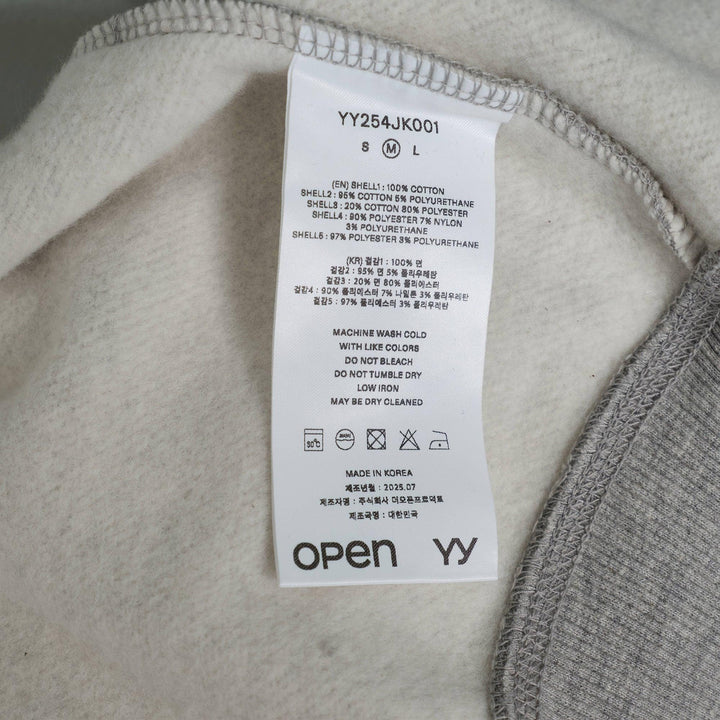 YY254JK001
S M L
(EN) SHELL1 : 100% COTTON
SHELL2 : 95% COTTON 5% POLYURETHANE
SHELL3 : 20% COTTON 80% POLYESTER
SHELL4 : 90% POLYESTER 7% NYLON
3% POLYURETHANE
SHELL5 : 97% POLYESTER 3% POLYURETHANE
(KR) 겉감1 : 100% 면
겉감2 : 95% 면 5% 폴리우레탄
겉감3 : 20% 면 80% 폴리에스터
겉감4 : 90% 폴리에스터 7% 나일론 3% 폴리우레탄
겉감5 : 97% 폴리에스터 3% 폴리우레탄
MACHINE WASH COLD
WITH LIKE COLORS
DO NOT BLEACH
DO NOT TUMBLE DRY
LOW IRON
MAY BE DRY CLEANED
30°C
MADE IN KOREA
제조년월 : 2025.07
제조자명 : 주식회사 더오픈프로덕트
제조국명 : 대한민국
OPEN YY